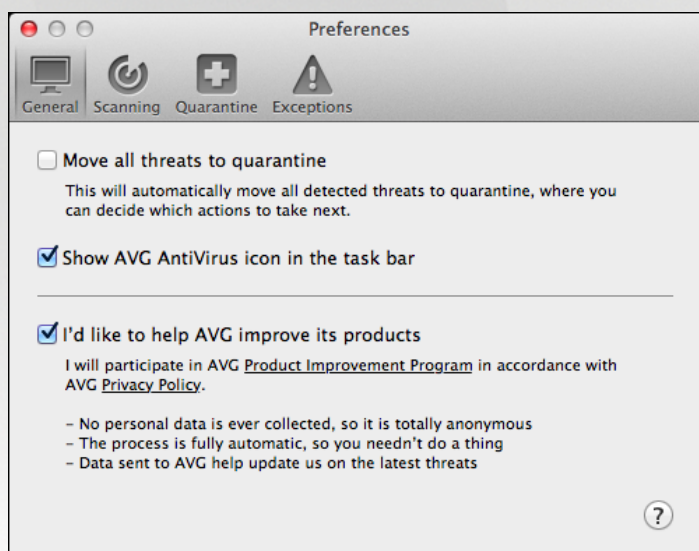 Preferences
General Scanning Quarantine Exceptions
Move all threats to quarantine
This will automatically move all detected threats to quarantine, where you
can decide which actions to take next.
Show AVG AntiVirus icon in the task bar
I'd like to help AVG improve its products
I will participate in AVG Product Improvement Program in accordance with
AVG Privacy Policy.
– No personal data is ever collected, so it is totally anonymous
– The process is fully automatic, so you needn't do a thing
– Data sent to AVG help update us on the latest threats
?